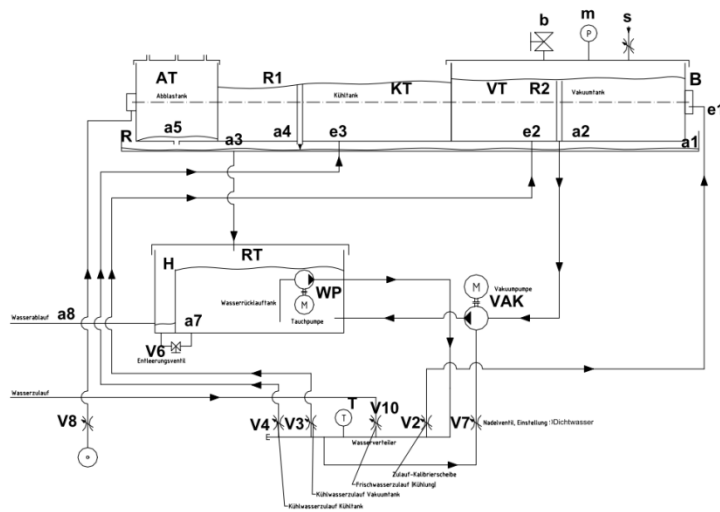 b m s
AT R1 KT VT R2 B
Abblastank Kühltank Vakuumtank
e1
R a5 a3 a4 e3 e2 a2 a1
P
H RT
WP
M
M
Vakuumpumpe
VAK
Wasserrücklauftank
Tauchpumpe
Wasserablauf a8 a7
V6
Entleerungsventil
Wasserzulauf
V8 V4 V3 T V10 V2 V7 Nadelventil, Einstellung :)Dichtwasser
T
Wasserverteiler
Zulauf-Kalibrierscheibe
Frischwasserzulauf (Kühlung)
Kühlwasserzulauf Vakuumtank
Kühlwasserzulauf Kühltank